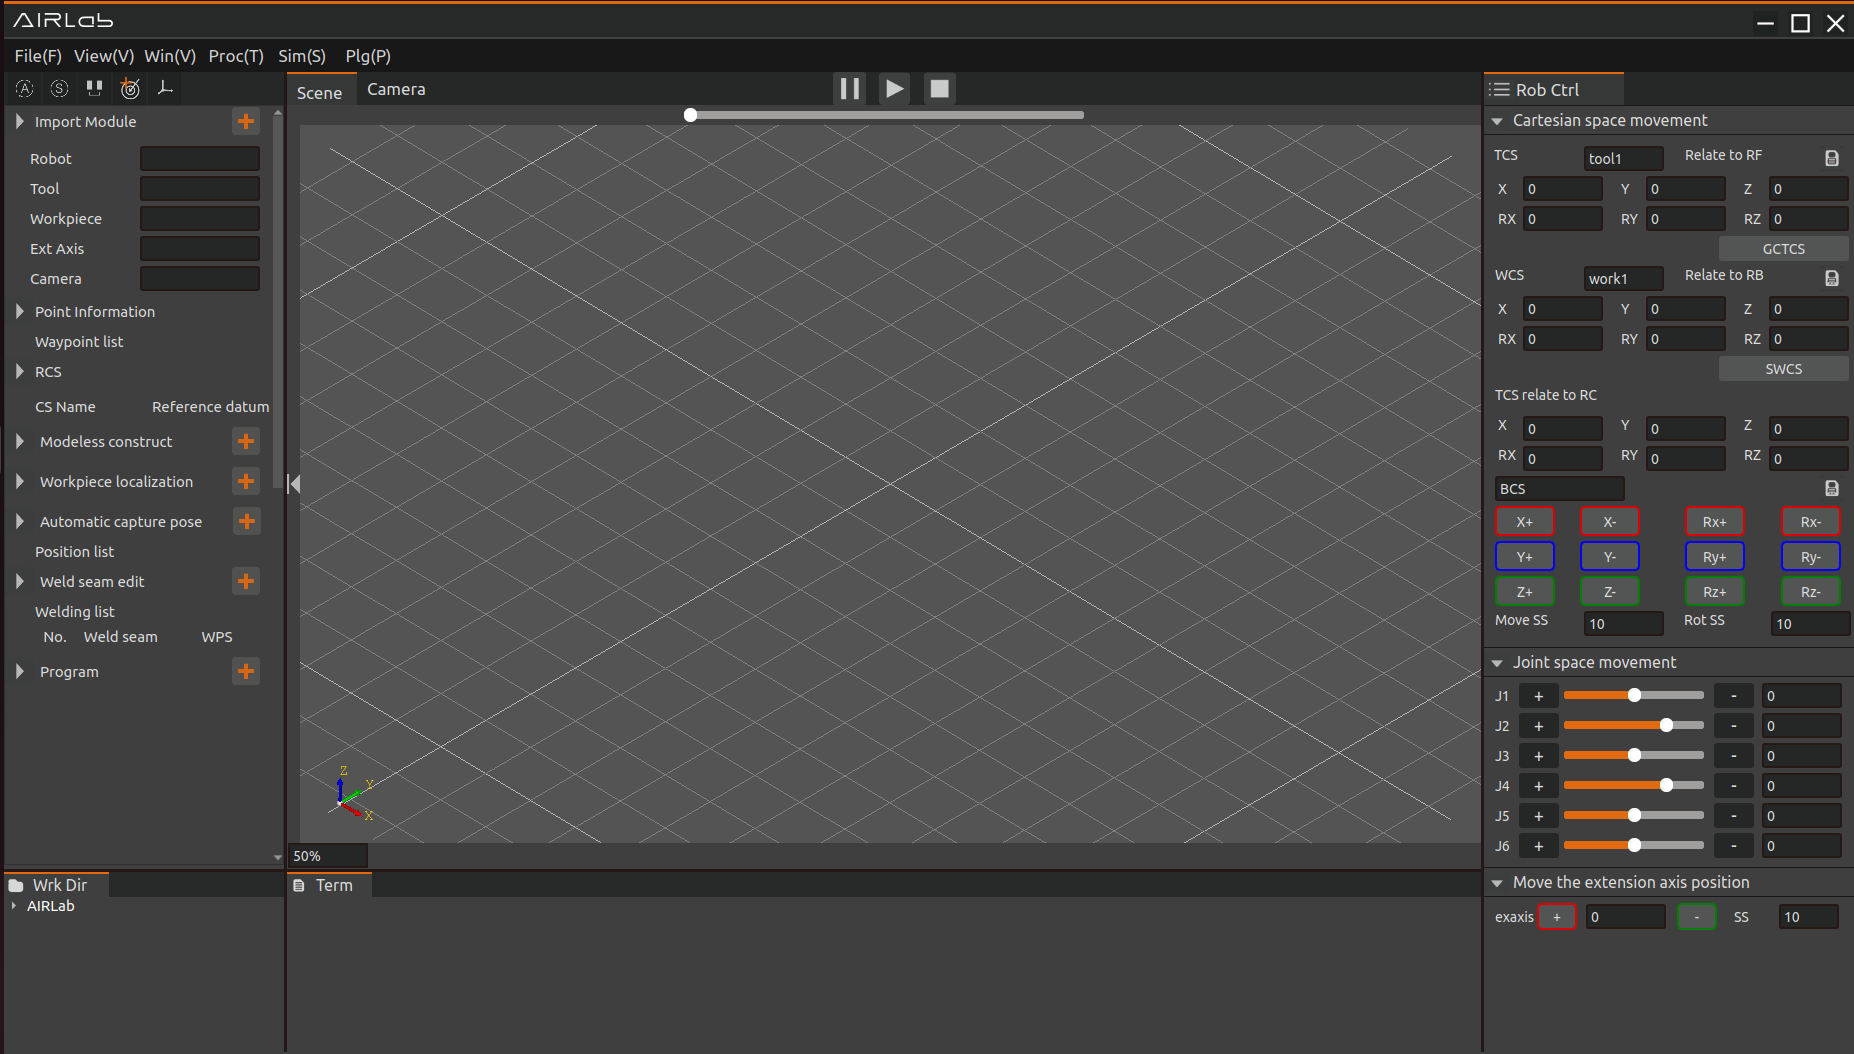 AIRLab
File(F) View(V) Win(V) Proc(T) Sim(S) Plg(P)
A S
Import Module
Robot
Tool
Workpiece
Ext Axis
Camera
Point Information
Waypoint list
RCS
CS Name Reference datum
Modeless construct
Workpiece localization
Automatic capture pose
Position list
Weld seam edit
Welding list
No. Weld seam WPS
Program
Scene Camera
Z
Y
X
50%
Wrk Dir
AIRLab
Term
Rob Ctrl
Cartesian space movement
TCS tool1 Relate to RF
X 0 Y 0 Z 0
RX 0 RY 0 RZ 0
GCTCS
WCS work1 Relate to RB
X 0 Y 0 Z 0
RX 0 RY 0 RZ 0
SWCS
TCS relate to RC
X 0 Y 0 Z 0
RX 0 RY 0 RZ 0
BCS
X+ X- Rx+ Rx-
Y+ Y- Ry+ Ry-
Z+ Z- Rz+ Rz-
Move SS 10 Rot SS 10
Joint space movement
J1 + - 0
J2 + - 0
J3 + - 0
J4 + - 0
J5 + - 0
J6 + - 0
Move the extension axis position
exaxis + 0 - SS 10